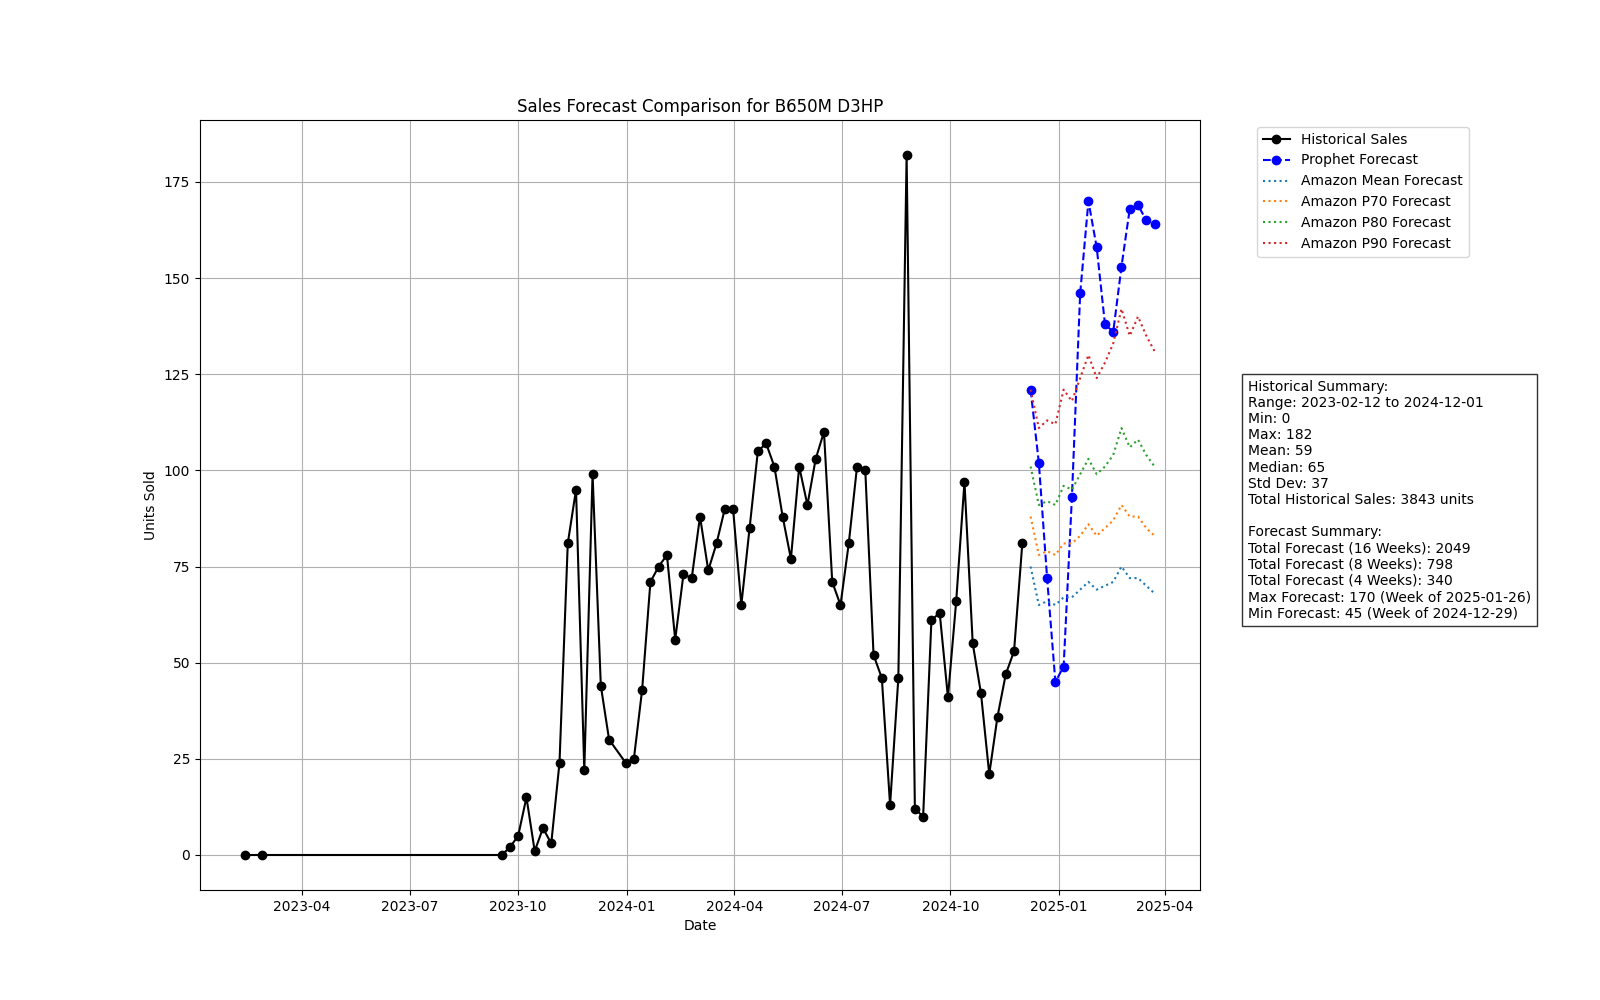 Sales Forecast Comparison for B650M D3HP
Units Sold
175
150
125
100
75
50
25
0
2023-04
2023-07
2023-10
2024-01
2024-04
2024-07
2024-10
2025-01
2025-04
Date
Historical Sales
Prophet Forecast
Amazon Mean Forecast
Amazon P70 Forecast
Amazon P80 Forecast
Amazon P90 Forecast
Historical Summary:
Range: 2023-02-12 to 2024-12-01
Min: 0
Max: 182
Mean: 59
Median: 65
Std Dev: 37
Total Historical Sales: 3843 units
Forecast Summary:
Total Forecast (16 Weeks): 2049
Total Forecast (8 Weeks): 798
Total Forecast (4 Weeks): 340
Max Forecast: 170 (Week of 2025-01-26)
Min Forecast: 45 (Week of 2024-12-29)